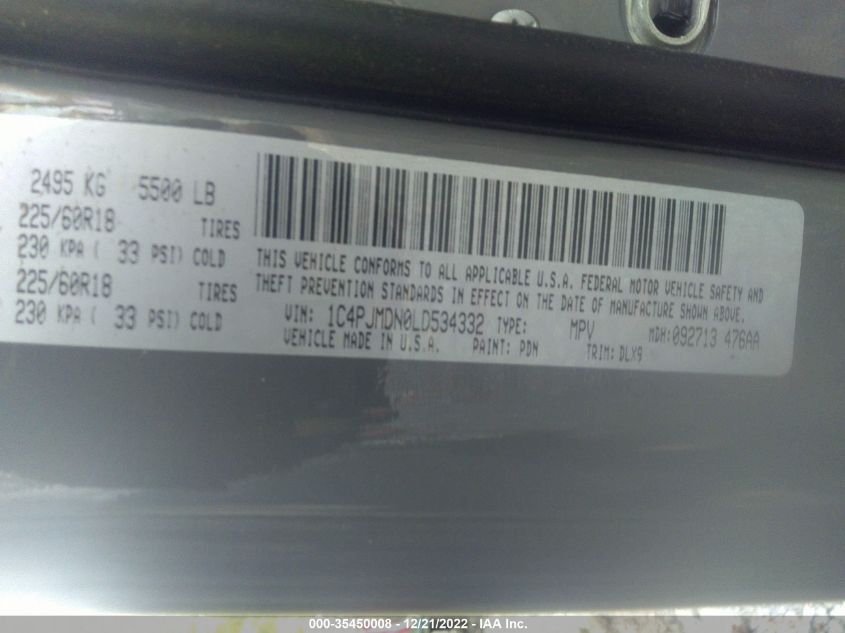 2495 KG 5500 LB
225/60R18 TIRES
230 KPA ( 33 PSI) COLD
225/60R18 TIRES
230 KPA ( 33 PSI) COLD
THIS VEHICLE CONFORMS TO ALL APPLICABLE U.S.A. FEDERAL MOTOR VEHICLE SAFETY AND
THEFT PREVENTION STANDARDS IN EFFECT ON THE DATE OF MANUFACTURE SHOWN ABOVE.
VIN: 1C4PJMDN0LD534332 TYPE: MPV MDH:092713 476AA
VEHICLE MADE IN U.S.A. PAINT: PDN TRIM: DLX9
000-35450008 - 12/21/2022 - IAA Inc.